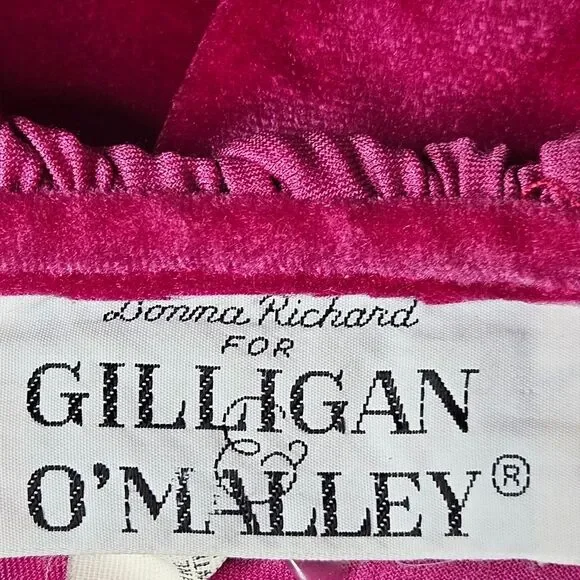 Donna Richard
FOR
GILLIGAN
&
O'MALLEY®